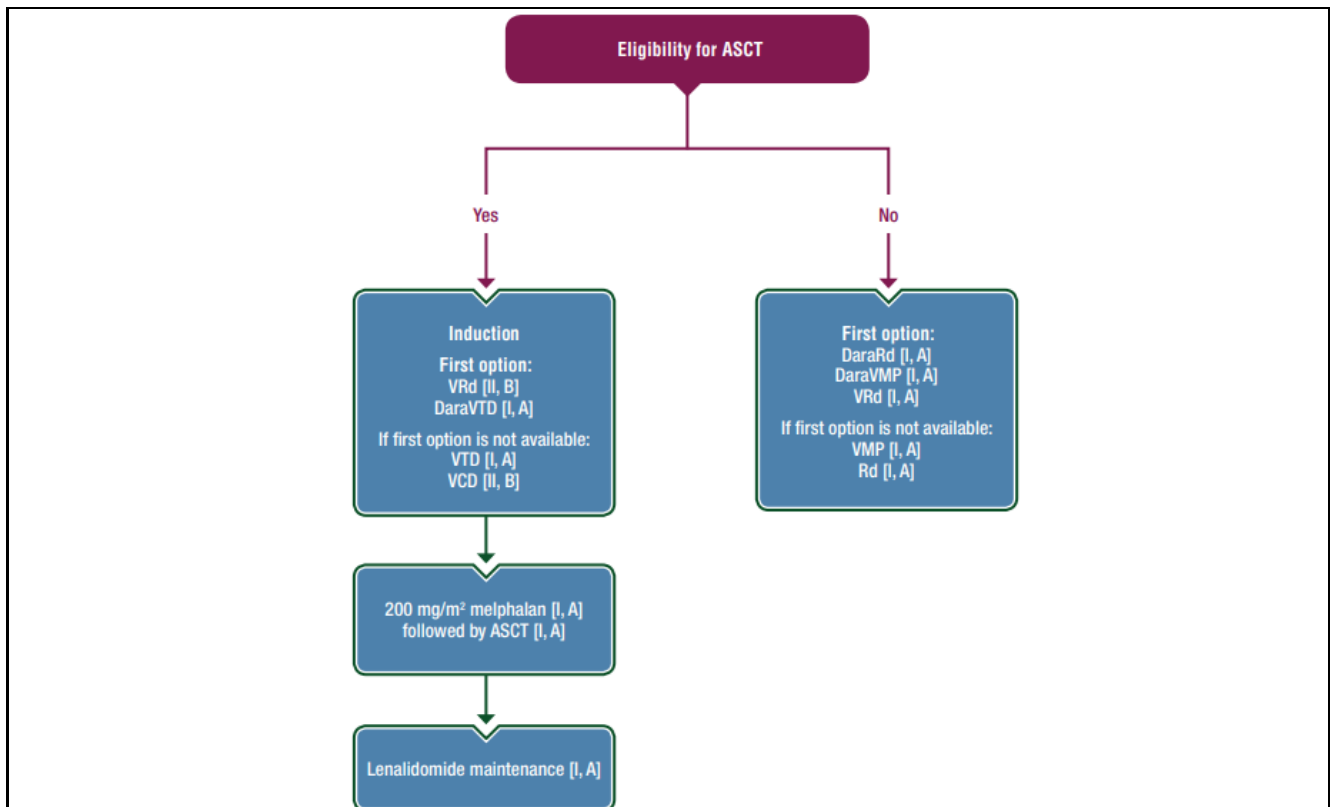 Eligibility for ASCT
Yes
No
Induction
First option:
VRd [II, B]
DaraVTD [I, A]
If first option is not available:
VTD [I, A]
VCD [II, B]
First option:
DaraRd [I, A]
DaraVMP [I, A]
VRd [I, A]
If first option is not available:
VMP [I, A]
Rd [I, A]
200 mg/m² melphalan [I, A]
followed by ASCT [I, A]
Lenalidomide maintenance [I, A]